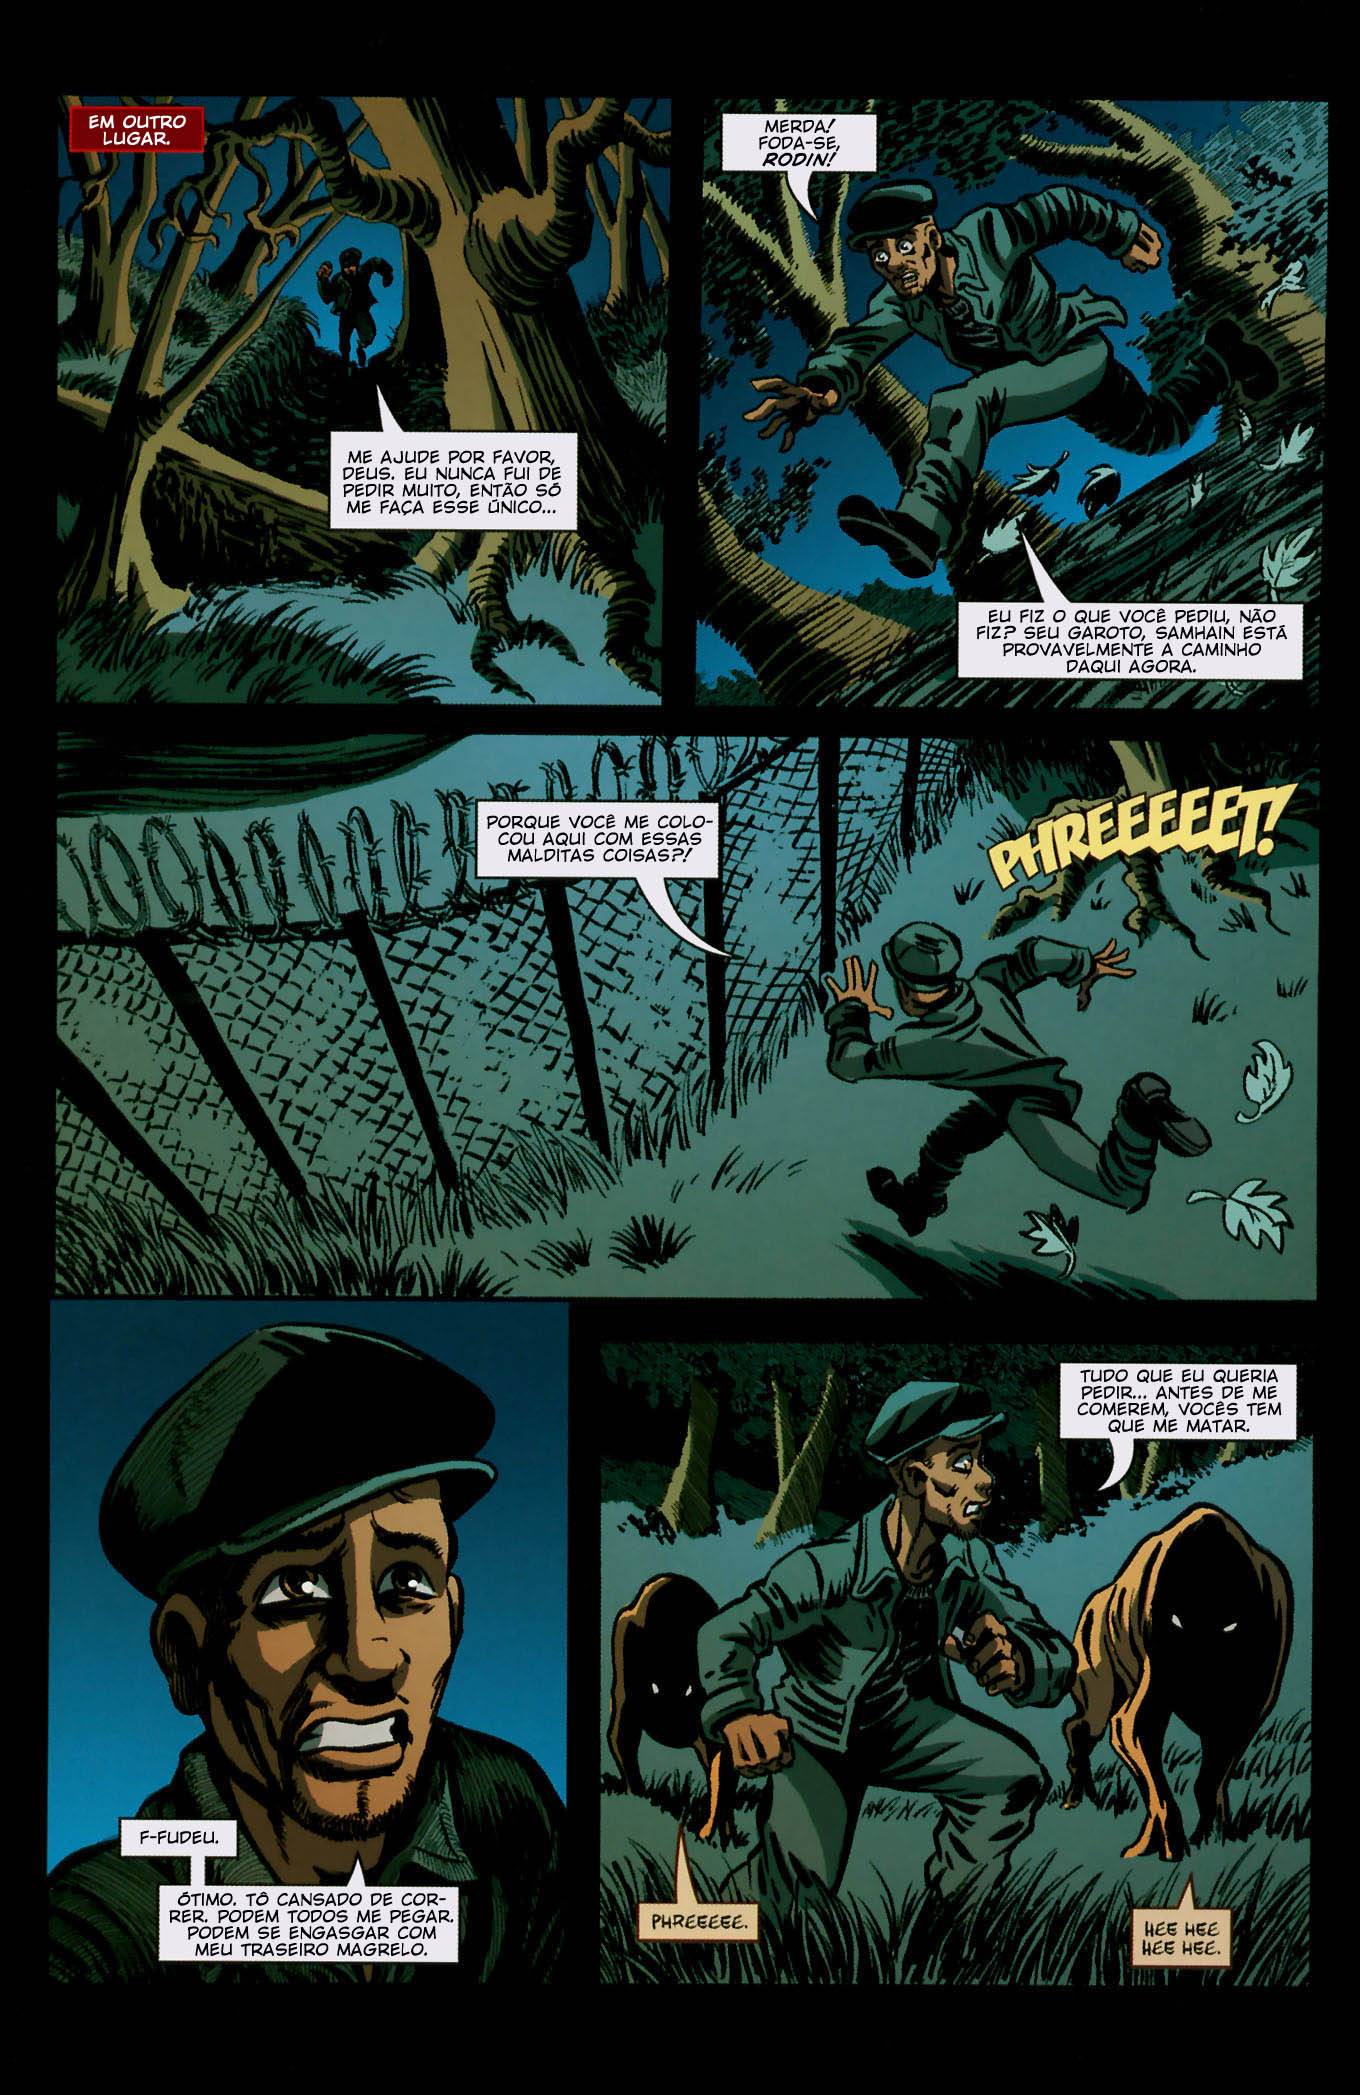 EM OUTRO
LUGAR.
ME AJUDE POR FAVOR,
DEUS. EU NUNCA FUI DE
PEDIR MUITO, ENTÃO SÓ
ME FAÇA ESSE ÚNICO...
MERDA!
FODA-SE,
RODIN!
EU FIZ O QUE VOCÊ PEDIU, NÃO
FIZ? SEU GAROTO, SAMHAIN ESTÁ
PROVAVELMENTE A CAMINHO
DAQUI AGORA.
PORQUE VOCÊ ME COLO-
COU AQUI COM ESSAS
MALDITAS COISAS?!
PHREEEEEET!
F-FUDEU.
ÓTIMO. TÔ CANSADO DE COR-
RER. PODEM TODOS ME PEGAR.
PODEM SE ENGASGAR COM
MEU TRASEIRO MAGRELO.
TUDO QUE EU QUERIA
PEDIR... ANTES DE ME
COMEREM, VOCÊS TEM
QUE ME MATAR.
PHREEEEE.
HEE HEE
HEE HEE.